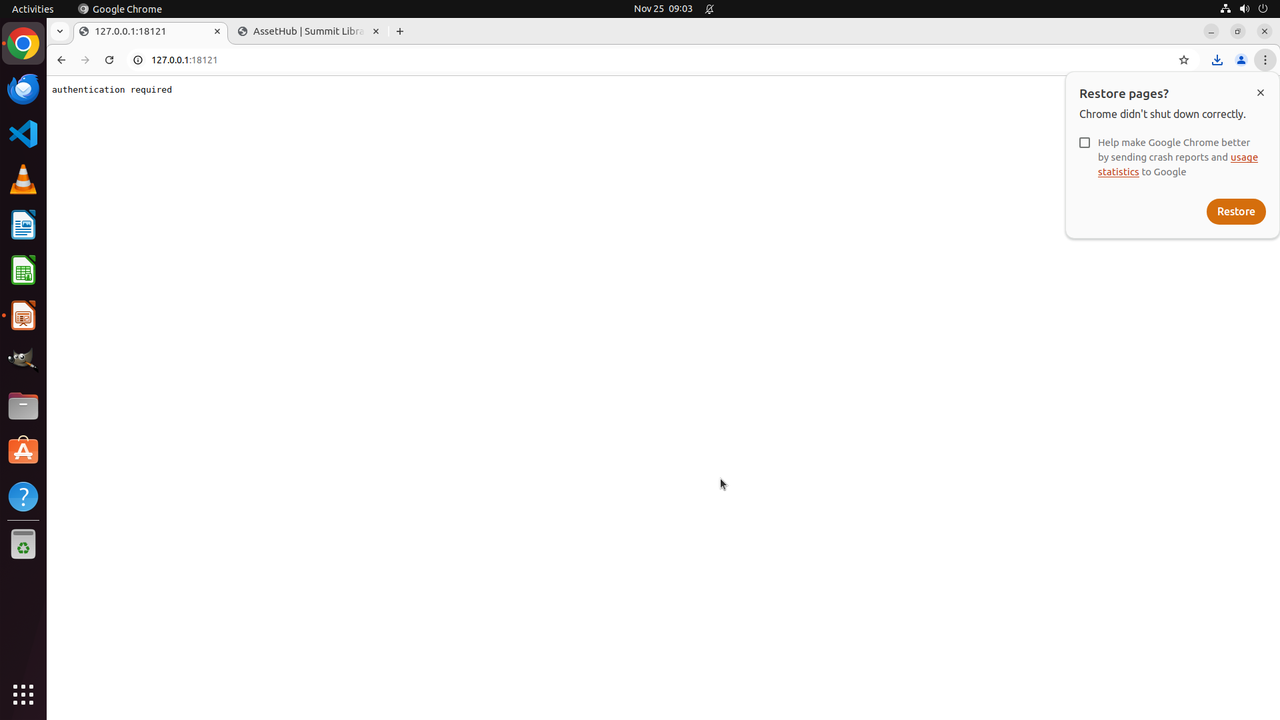 Activities
Google Chrome
Nov 25 09:03
127.0.0.1:18121
AssetHub | Summit Libra
127.0.0.1:18121
authentication required
Restore pages?
Chrome didn't shut down correctly.
Help make Google Chrome better
by sending crash reports and usage
statistics to Google
Restore